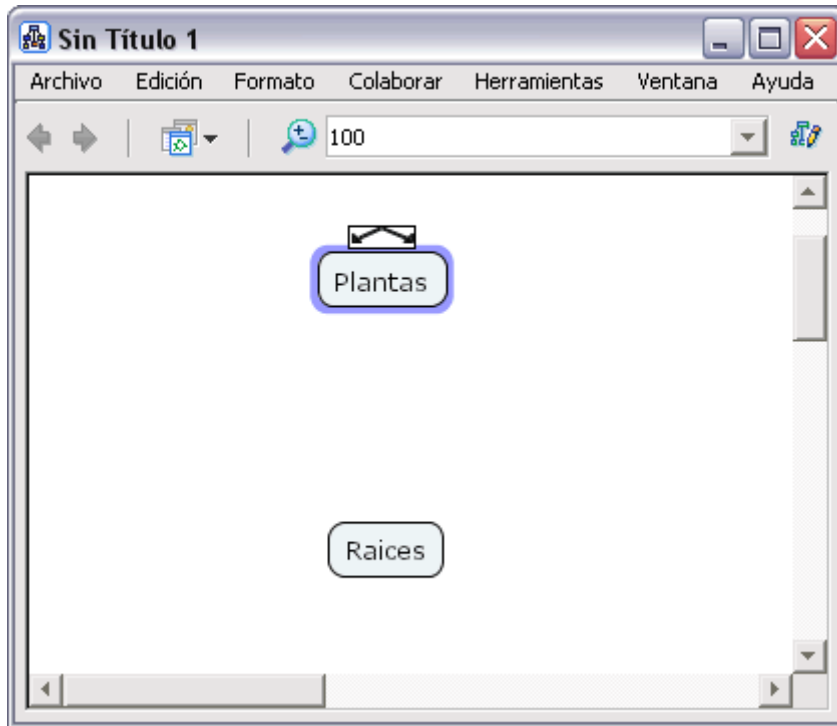 Sin Título 1
Archivo Edición Formato Colaborar Herramientas Ventana Ayuda
100
Plantas
Raices